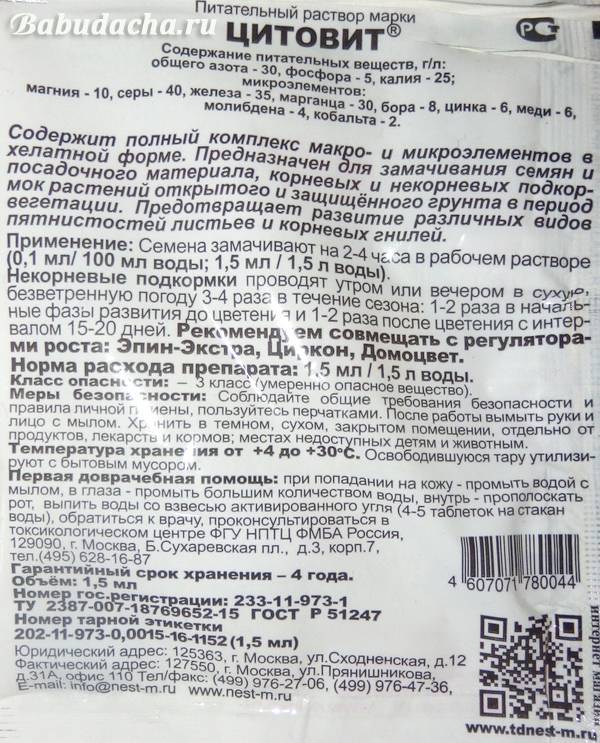 Babudacha.ru
Питательный раствор марки
ЦИТОВИТ®
Содержание питательных веществ, г/л:
общего азота - 30, фосфора - 5, калия - 25;
микроэлементов:
магния - 10, серы - 40, железа - 35, марганца - 30, бора - 8, цинка - 6, меди - 6,
молибдена - 4, кобальта - 2.
Содержит полный комплекс макро- и микроэлементов в
хелатной форме. Предназначен для замачивания семян и
посадочного материала, корневых и некорневых подкор-
мок растений открытого и защищённого грунта в период
вегетации. Предотвращает развитие различных видов
пятнистостей листьев и корневых гнилей.
Применение: Семена замачивают на 2-4 часа в рабочем растворе
(0,1 мл/ 100 мл воды; 1,5 мл / 1,5 л воды).
Некорневые подкормки проводят утром или вечером в сухую,
безветренную погоду 3-4 раза в течение сезона: 1-2 раза в началь-
ные фазы развития до цветения и 1-2 раза после цветения с интер-
валом 15-20 дней. Рекомендуем совмещать с регулятора-
ми роста: Эпин-Экстра, Циркон, Домоцвет.
Норма расхода препарата: 1,5 мл / 1,5 л воды.
Класс опасности: – 3 класс (умеренно опасное вещество).
Меры безопасности: Соблюдайте общие требования безопасности и
правила личной гигиены, пользуйтесь перчатками. После работы вымыть руки и
лицо с мылом. Хранить в темном, сухом, закрытом помещении, отдельно от
продуктов, лекарств и кормов; местах недоступных детям и животным.
Температура хранения от +4 до +30°С. Освободившуюся тару утилизи-
руют с бытовым мусором.
Первая доврачебная помощь: при попадании на кожу - промыть водой с
мылом, в глаза - промыть большим количеством воды, внутрь - прополоскать
рот, выпить воды со взвесью активированного угля (4-5 таблеток на стакан
воды), обратиться к врачу, проконсультироваться в
токсикологическом центре ФГУ НПТЦ ФМБА России,
129090, г. Москва, Б.Сухаревская пл., д.3, корп.7,
тел.(495) 628-16-87
Гарантийный срок хранения – 4 года.
Объём: 1,5 мл
Номер гос.регистрации: 233-11-973-1
ТУ 2387-007-18769652-15 ГОСТ Р 51247
Номер тарной этикетки
202-11-973-0,0015-16-1152 (1,5 мл)
Юридический адрес: 125363, г. Москва, ул.Сходненская, д.12
Фактический адрес: 127550, г. Москва, ул.Прянишникова,
д.31А, офис 110 Тел/факс: (499) 976-27-06, (499) 976-47-36,
E-mail: info@nest-m.ru, www.nest-m.ru
4607071780044
www.tdnest-m.ru
интернет магазин